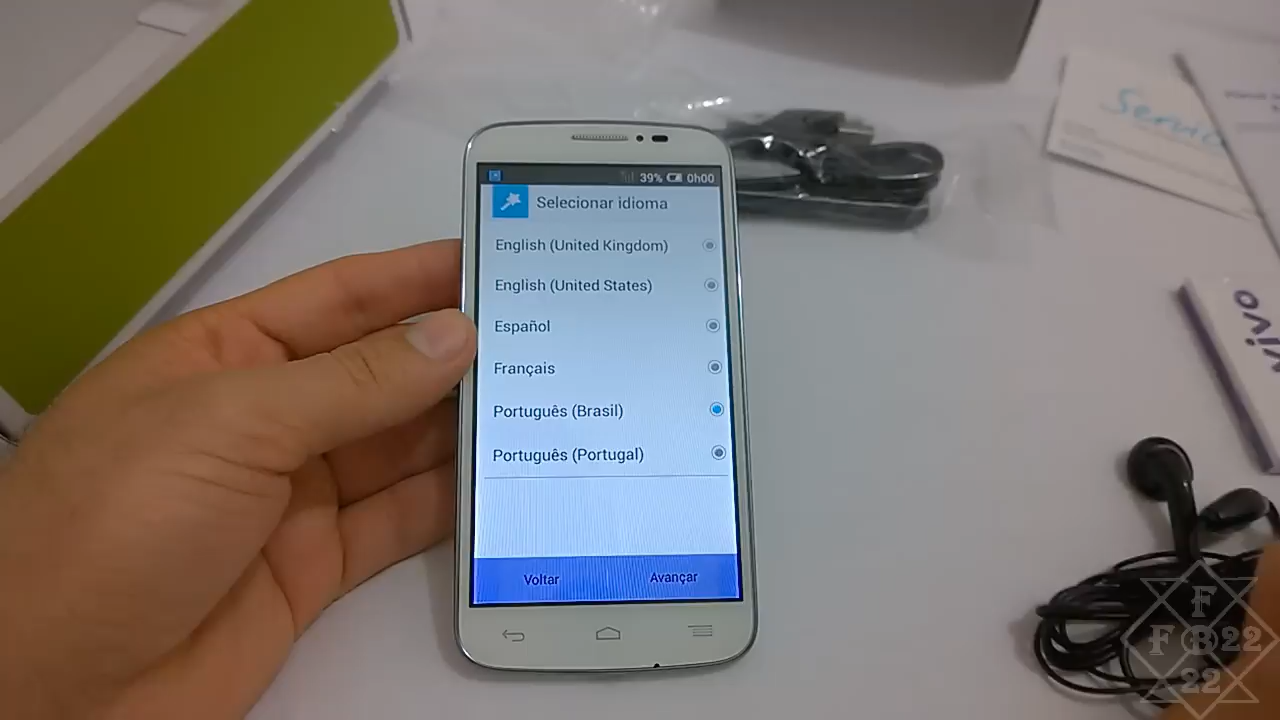 39% 0h00
Selecionar idioma
English (United Kingdom)
English (United States)
Español
Français
Português (Brasil)
Português (Portugal)
Voltar Avançar
vivo
F
F B 22
22